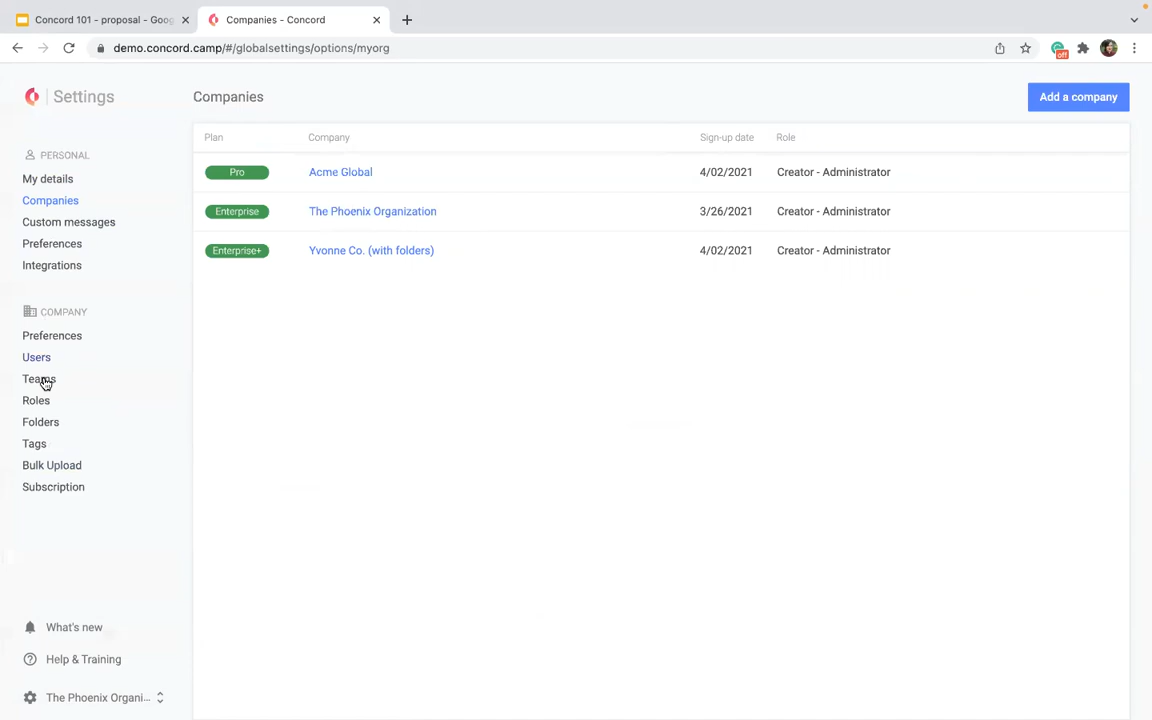 Concord 101 - proposal - Goog
Companies - Concord
demo.concord.camp/#/globalsettings/options/myorg
off
Settings
Companies
Add a company
PERSONAL
My details
Companies
Custom messages
Preferences
Integrations
COMPANY
Preferences
Users
Teams
Roles
Folders
Tags
Bulk Upload
Subscription
What's new
Help & Training
The Phoenix Organi...
Plan Company Sign-up date Role
Pro Acme Global 4/02/2021 Creator - Administrator
Enterprise The Phoenix Organization 3/26/2021 Creator - Administrator
Enterprise+ Yvonne Co. (with folders) 4/02/2021 Creator - Administrator